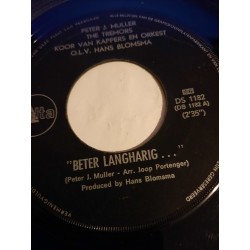 PETER J. MULLER
THE TREMORS
KOOR VAN KAPPERS EN ORKEST
O.L.V. HANS BLOMSMA
DS 1182
(DS 1182 A)
(2'35")
"BETER LANGHARIG ..."
(Peter J. Muller - Arr. Joop Portengen)
Produced by Hans Blomsma